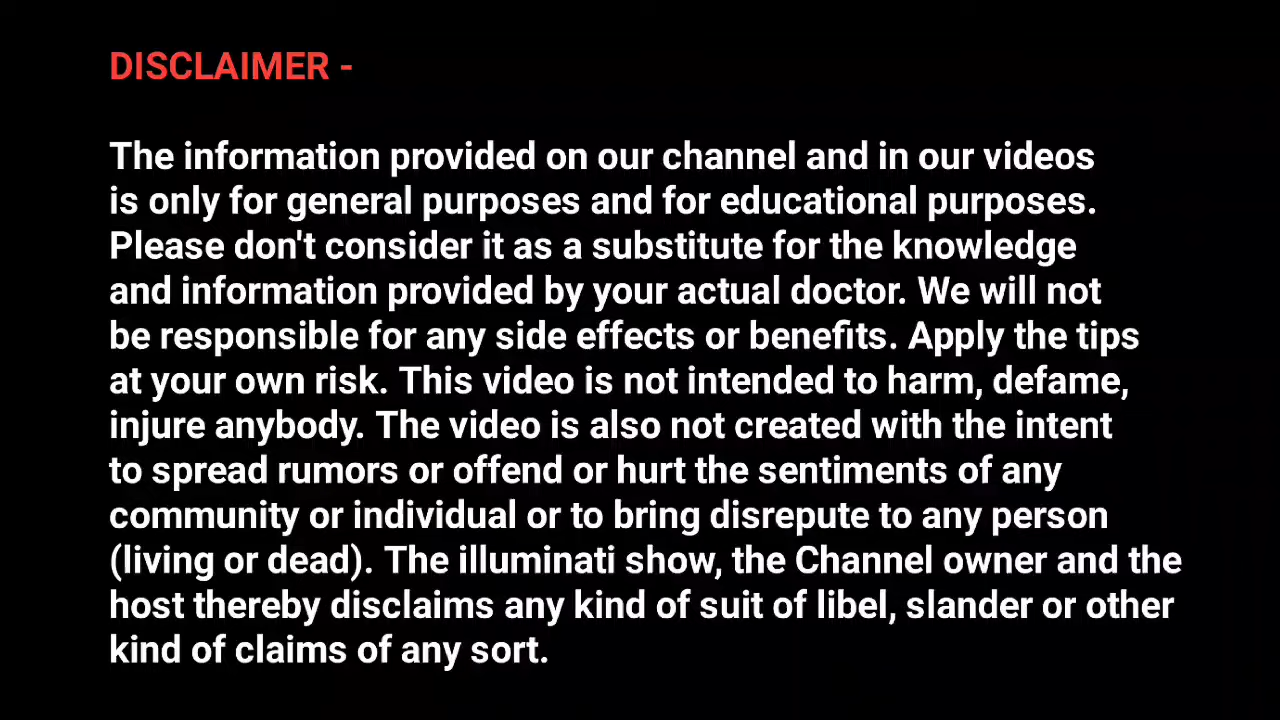 DISCLAIMER -
The information provided on our channel and in our videos
is only for general purposes and for educational purposes.
Please don't consider it as a substitute for the knowledge
and information provided by your actual doctor. We will not
be responsible for any side effects or benefits. Apply the tips
at your own risk. This video is not intended to harm, defame,
injure anybody. The video is also not created with the intent
to spread rumors or offend or hurt the sentiments of any
community or individual or to bring disrepute to any person
(living or dead). The illuminati show, the Channel owner and the
host thereby disclaims any kind of suit of libel, slander or other
kind of claims of any sort.